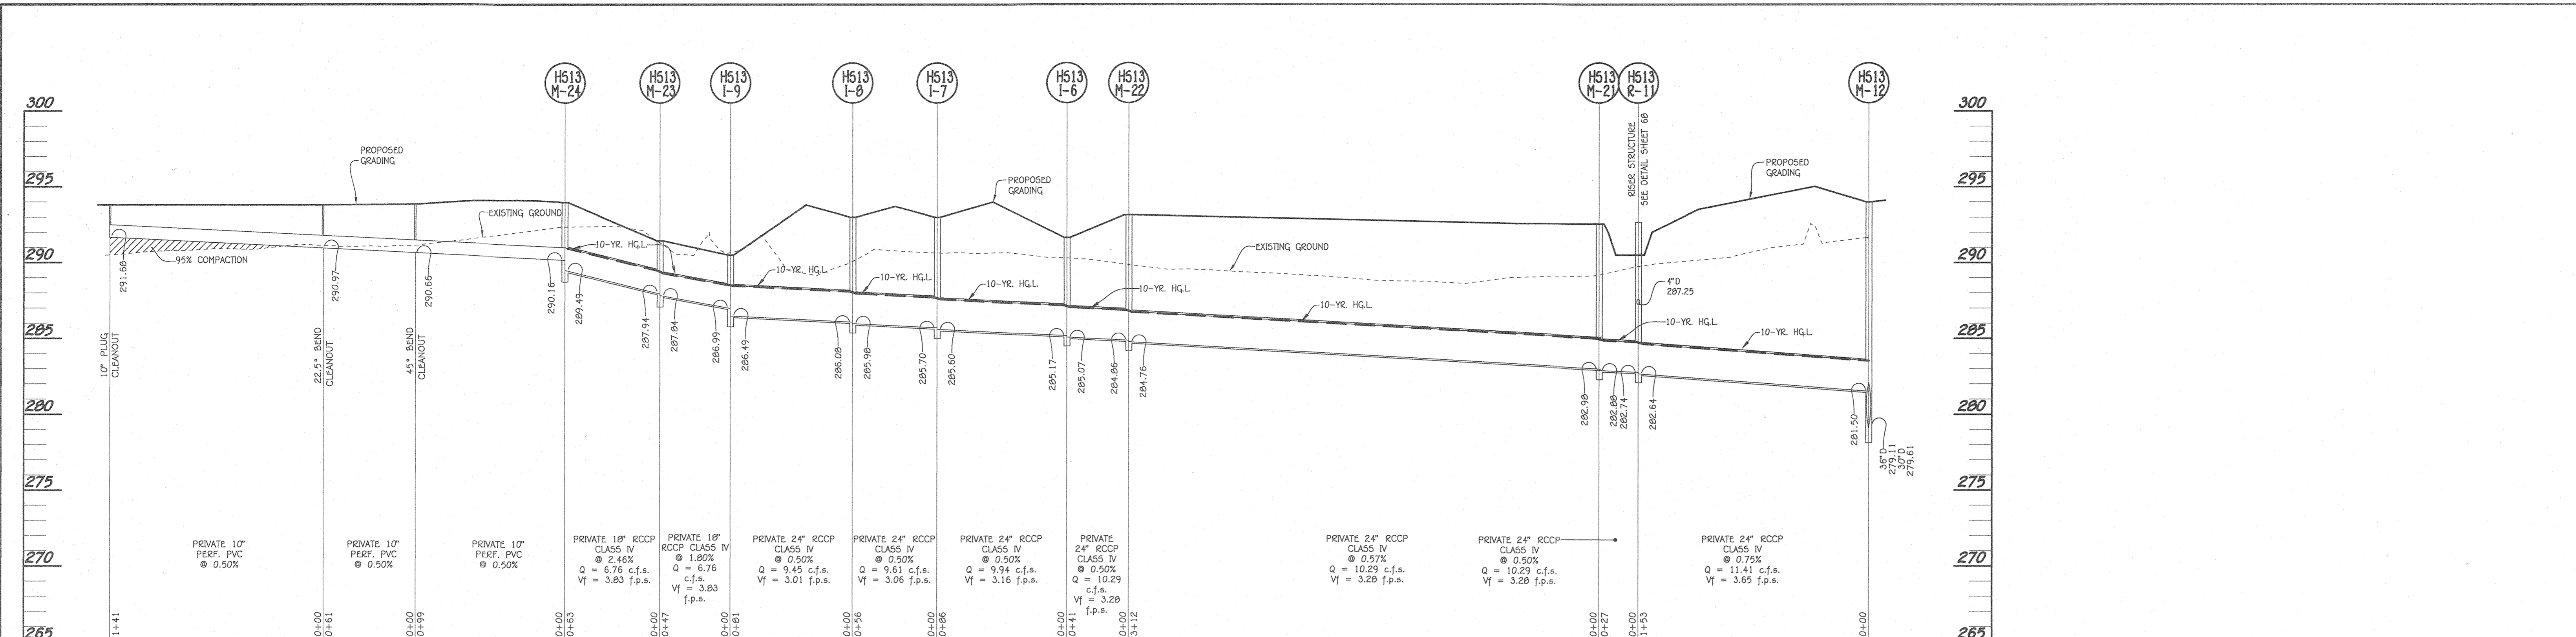 H513
M-24
H513
M-23
H513
I-9
H513
I-8
H513
I-7
H513
I-6
H513
M-22
H513
M-21
H513
R-11
H513
M-12
300
295
290
285
280
275
270
265
300
295
290
285
280
275
270
265
PROPOSED
GRADING
EXISTING GROUND
95% COMPACTION
10-YR. H.G.L.
10-YR. H.G.L.
10-YR. H.G.L.
PROPOSED
GRADING
10-YR. H.G.L.
10-YR. H.G.L.
EXISTING GROUND
10-YR. H.G.L.
RISER STRUCTURE
SEE DETAIL SHEET 68
4"D
287.25
10-YR. H.G.L.
PROPOSED
GRADING
10-YR. H.G.L.
291.68
290.97
290.66
290.16
289.49
287.94
287.84
286.99
286.49
286.08
285.98
285.70
285.60
285.17
285.07
284.86
284.76
282.98
282.88
282.74
282.64
281.50
36"D
279.11
30"D
279.61
10" PLUG
CLEANOUT
22.5° BEND
CLEANOUT
45° BEND
CLEANOUT
PRIVATE 10"
PERF. PVC
@ 0.50%
PRIVATE 10"
PERF. PVC
@ 0.50%
PRIVATE 10"
PERF. PVC
@ 0.50%
PRIVATE 18" RCCP
CLASS IV
@ 2.46%
Q = 6.76 c.f.s.
Vf = 3.83 f.p.s.
PRIVATE 18"
RCCP CLASS IV
@ 1.80%
Q = 6.76
c.f.s.
Vf = 3.83
f.p.s.
PRIVATE 24" RCCP
CLASS IV
@ 0.50%
Q = 9.45 c.f.s.
Vf = 3.01 f.p.s.
PRIVATE 24" RCCP
CLASS IV
@ 0.50%
Q = 9.61 c.f.s.
Vf = 3.06 f.p.s.
PRIVATE 24" RCCP
CLASS IV
@ 0.50%
Q = 9.94 c.f.s.
Vf = 3.16 f.p.s.
PRIVATE
24" RCCP
CLASS IV
@ 0.50%
Q = 10.29
c.f.s.
Vf = 3.28
f.p.s.
PRIVATE 24" RCCP
CLASS IV
@ 0.57%
Q = 10.29 c.f.s.
Vf = 3.28 f.p.s.
PRIVATE 24" RCCP
CLASS IV
@ 0.50%
Q = 10.29 c.f.s.
Vf = 3.28 f.p.s.
PRIVATE 24" RCCP
CLASS IV
@ 0.75%
Q = 11.41 c.f.s.
Vf = 3.65 f.p.s.
1+41
0+00
0+61
0+00
0+99
0+00
0+63
0+00
0+47
0+00
0+81
0+00
0+56
0+00
0+86
0+00
0+41
0+00
3+12
0+00
0+27
0+00
1+53
0+00